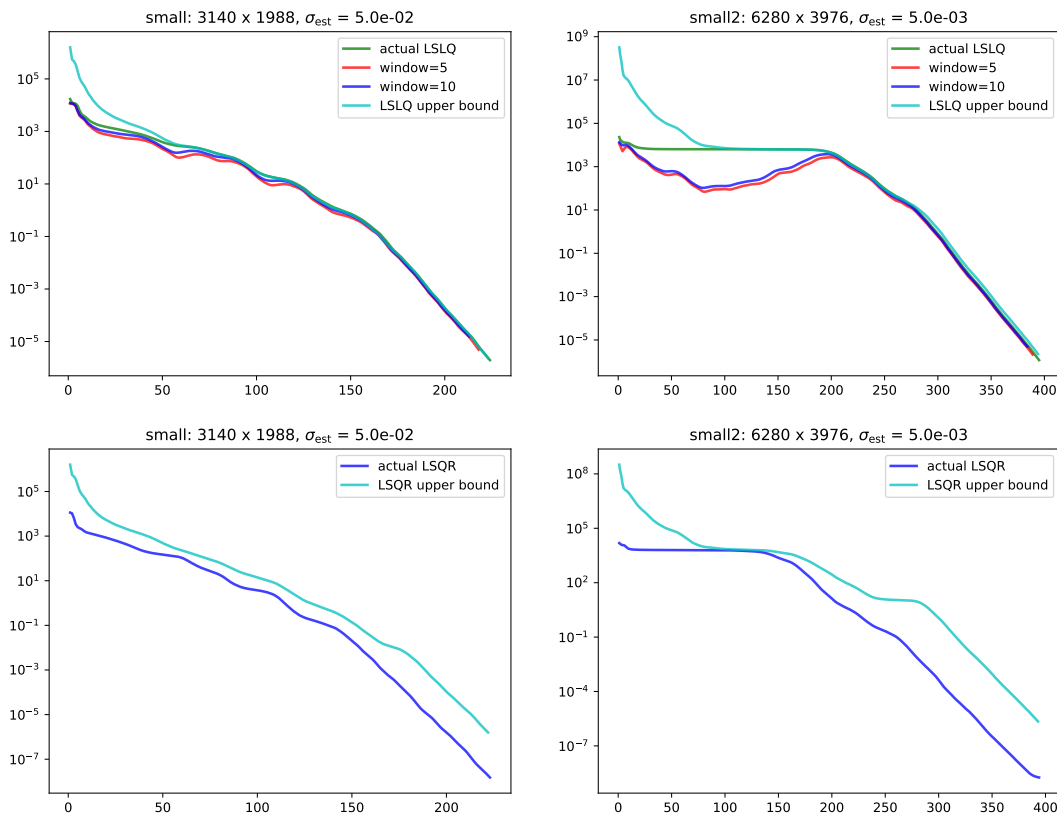 small: 3140 x 1988, σest = 5.0e-02
actual LSLQ
window=5
window=10
LSLQ upper bound
10^5
10^3
10^1
10^−1
10^−3
10^−5
0 50 100 150 200
small2: 6280 x 3976, σest = 5.0e-03
actual LSLQ
window=5
window=10
LSLQ upper bound
10^9
10^7
10^5
10^3
10^1
10^−1
10^−3
10^−5
0 50 100 150 200 250 300 350 400
small: 3140 x 1988, σest = 5.0e-02
actual LSQR
LSQR upper bound
10^5
10^3
10^1
10^−1
10^−3
10^−5
10^−7
0 50 100 150 200
small2: 6280 x 3976, σest = 5.0e-03
actual LSQR
LSQR upper bound
10^8
10^5
10^2
10^−1
10^−4
10^−7
0 50 100 150 200 250 300 350 400